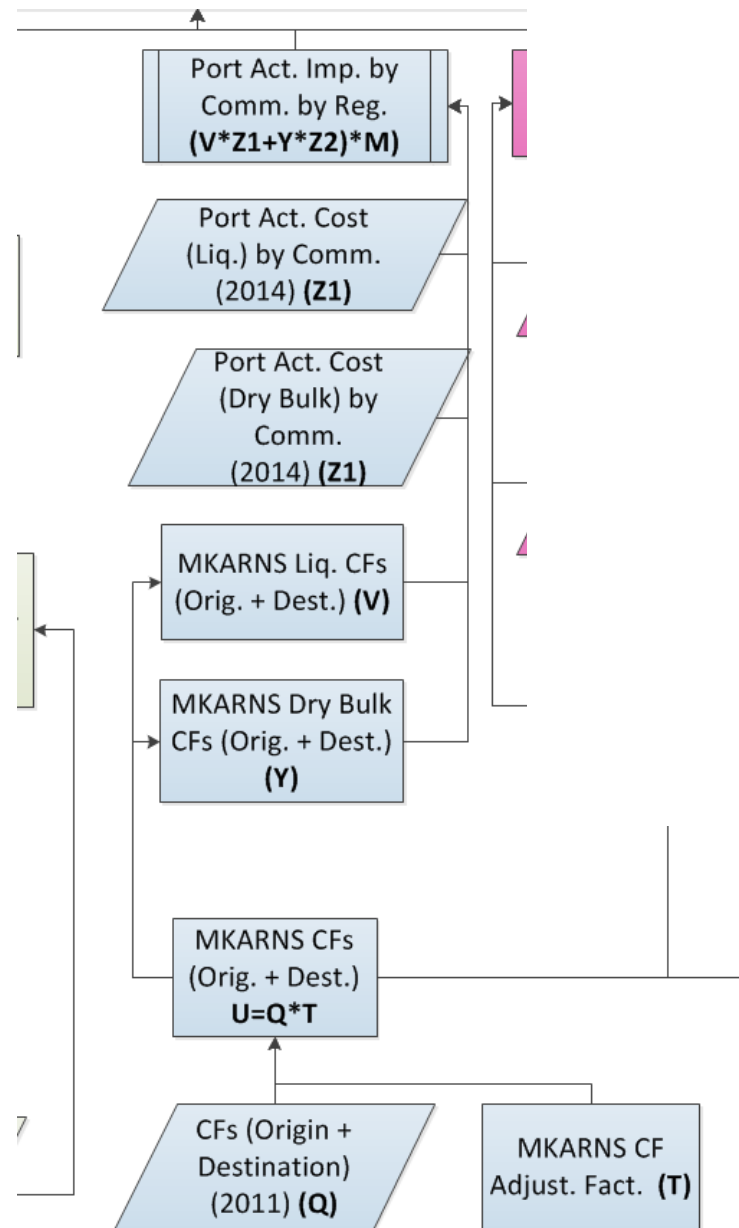 Port Act. Imp. by
Comm. by Reg.
(V*Z1+Y*Z2)*M)
Port Act. Cost
(Liq.) by Comm.
(2014) (Z1)
Port Act. Cost
(Dry Bulk) by
Comm.
(2014) (Z1)
MKARNS Liq. CFs
(Orig. + Dest.) (V)
MKARNS Dry Bulk
CFs (Orig. + Dest.)
(Y)
MKARNS CFs
(Orig. + Dest.)
U=Q*T
CFs (Origin +
Destination)
(2011) (Q)
MKARNS CF
Adjust. Fact. (T)